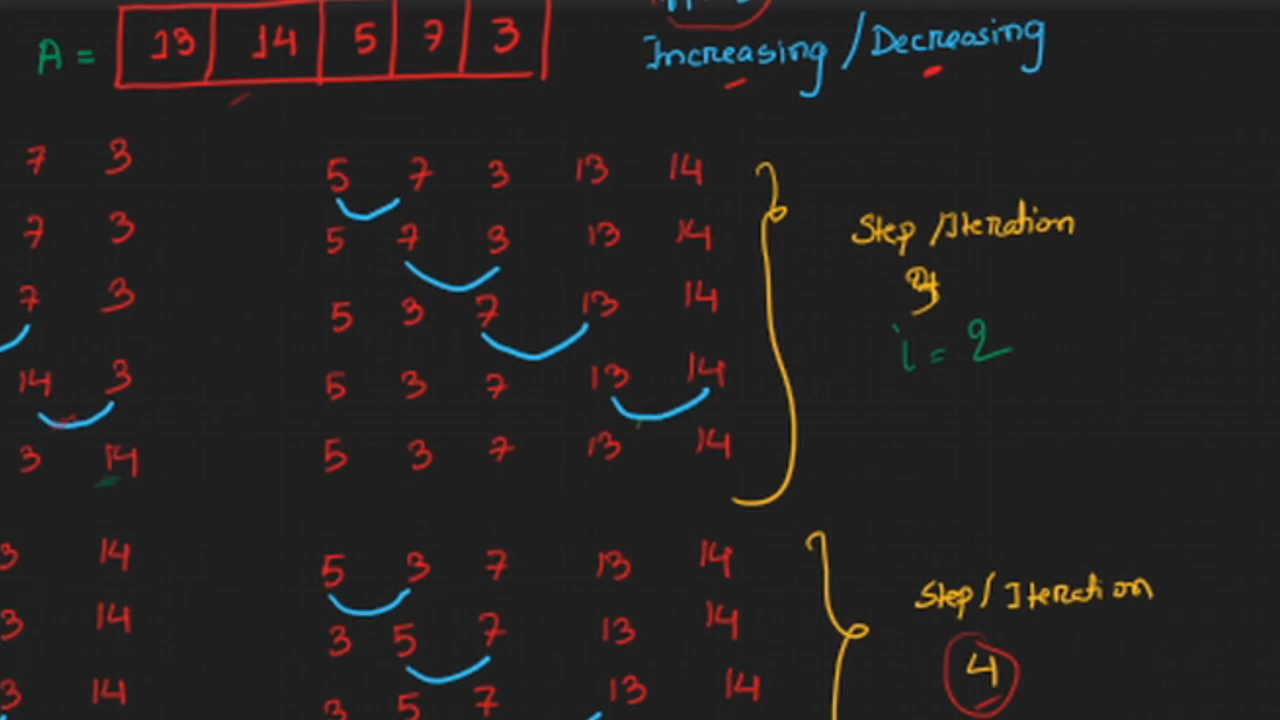 A = 13 14 5 7 3
Increasing / Decreasing
7 3
7 3
7 3
14 3
3 14
5 7 3 13 14
5 7 3 13 14
5 3 7 13 14
5 3 7 13 14
5 3 7 13 14
Step / Iteration
i = 2
3 14
3 14
3 14
5 3 7 13 14
3 5 7 13 14
3 5 7 13 14
Step / Iteration
4